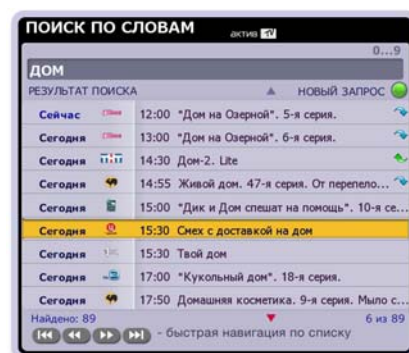 ПОИСК ПО СЛОВАМ актив TV
0...9
ДОМ
РЕЗУЛЬТАТ ПОИСКА НОВЫЙ ЗАПРОС
Сейчас 12:00 "Дом на Озерной". 5-я серия.
Сегодня 13:00 "Дом на Озерной". 6-я серия.
Сегодня 14:30 Дом-2. Lite
Сегодня 14:55 Живой дом. 47-я серия. От перепело...
Сегодня 15:00 "Дик и Дом спешат на помощь". 10-я се...
Сегодня 15:30 Смех с доставкой на дом
Сегодня 15:30 Твой дом
Сегодня 17:00 "Кукольный дом". 18-я серия.
Сегодня 17:50 Домашняя косметика. 9-я серия. Мыло с...
Найдено: 89 6 из 89
- быстрая навигация по списку